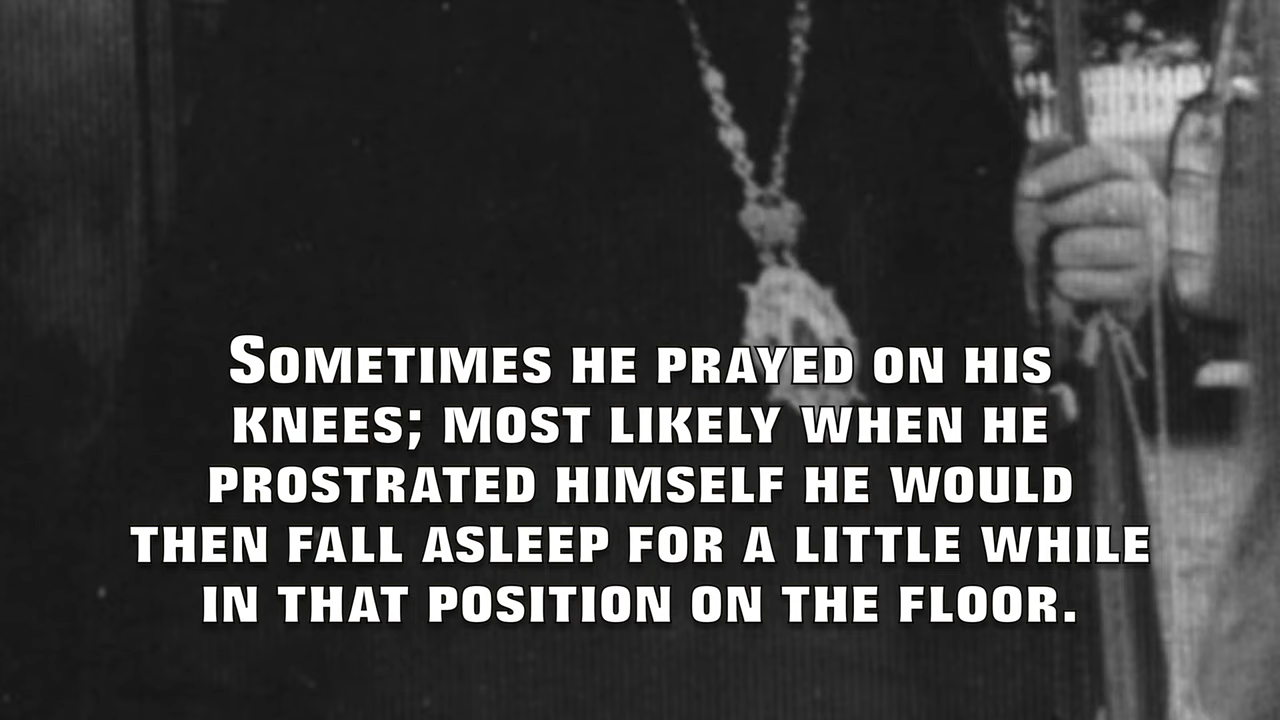 Sometimes he prayed on his
knees; most likely when he
prostrated himself he would
then fall asleep for a little while
in that position on the floor.